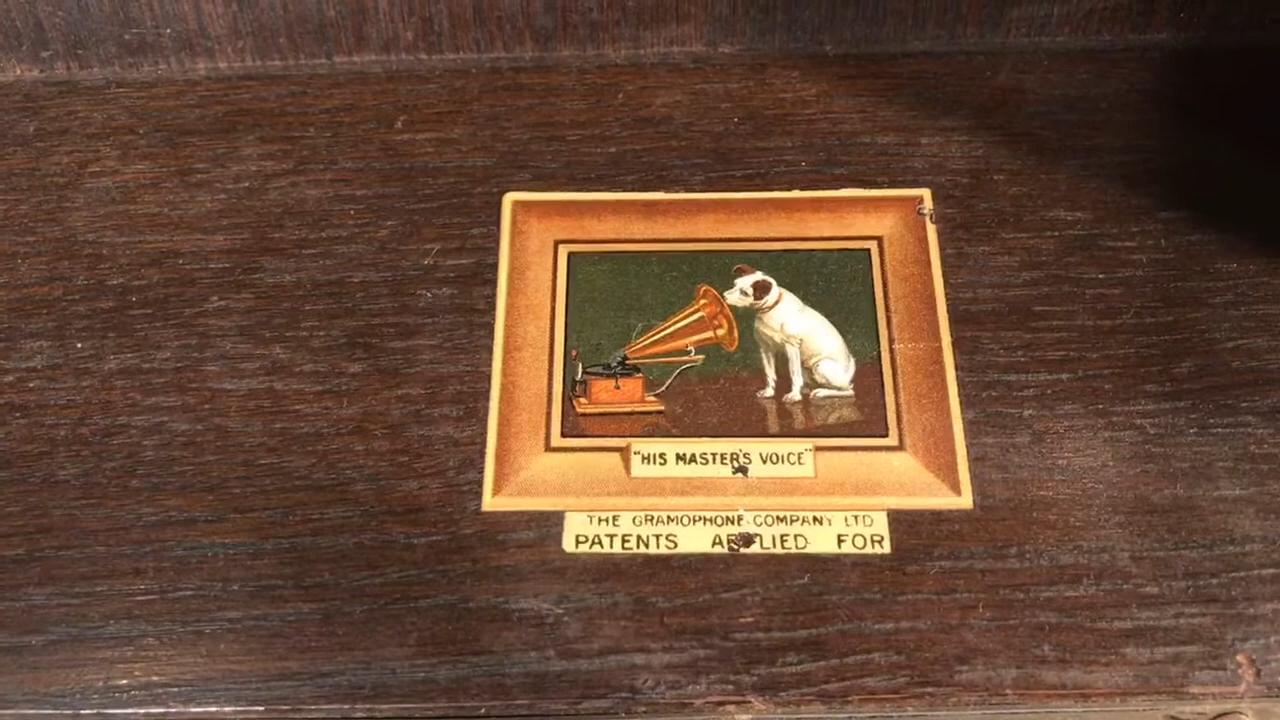 "HIS MASTER'S VOICE"
THE GRAMOPHONE COMPANY LTD
PATENTS APPLIED FOR